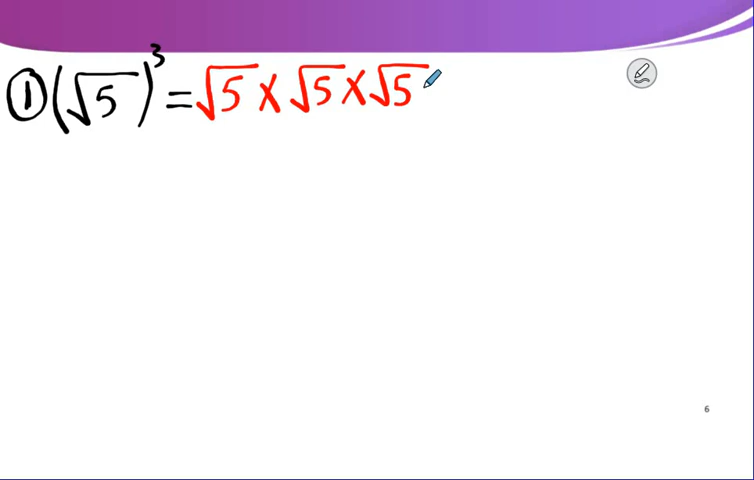 ①(√5)³ = √5 × √5 × √5
6